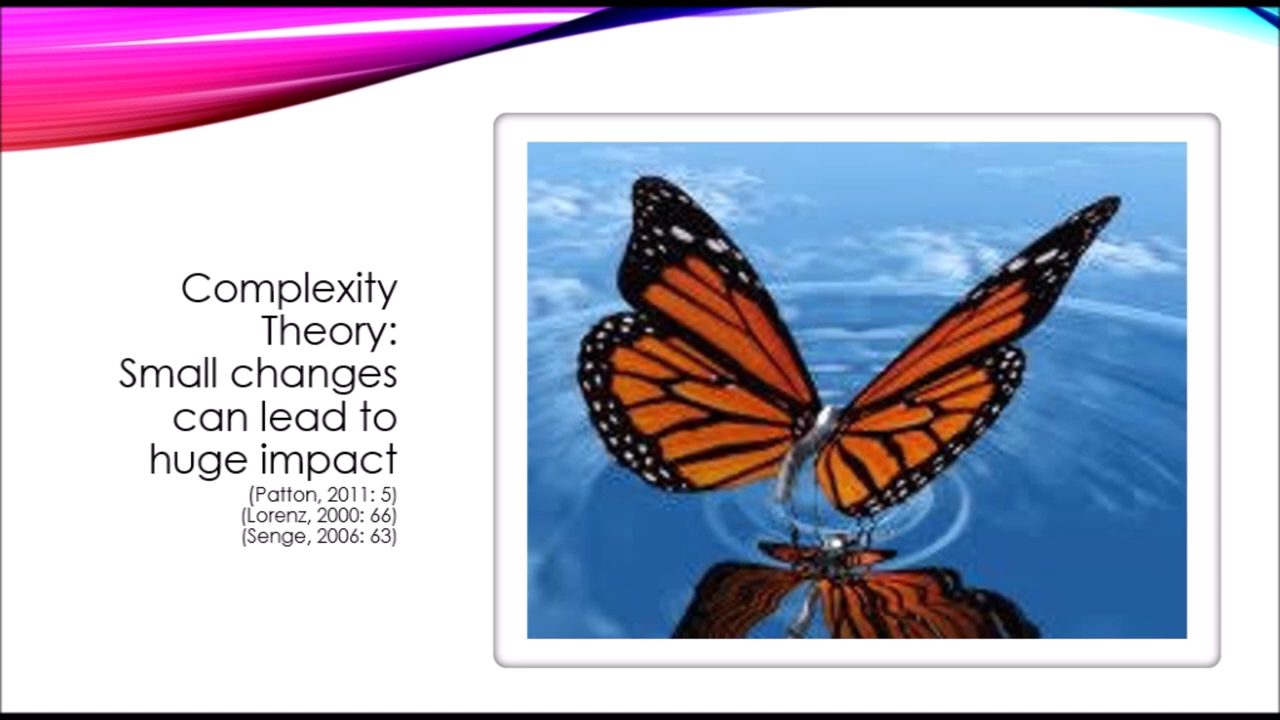 Complexity
Theory:
Small changes
can lead to
huge impact
(Patton, 2011: 5)
(Lorenz, 2000: 66)
(Senge, 2006: 63)